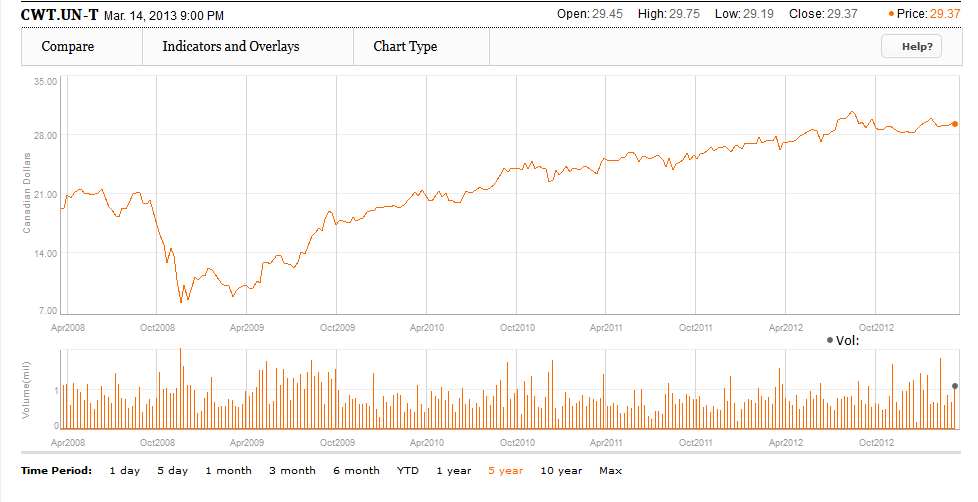 CWT.UN-T Mar. 14, 2013 9:00 PM Open: 29.45 High: 29.75 Low: 29.19 Close: 29.37 Price: 29.37
Compare Indicators and Overlays Chart Type Help?
35.00
28.00
21.00
14.00
7.00
Canadian Dollars
Apr2008 Oct2008 Apr2009 Oct2009 Apr2010 Oct2010 Apr2011 Oct2011 Apr2012 Oct2012
Vol:
1
0
Volume(mil)
Apr2008 Oct2008 Apr2009 Oct2009 Apr2010 Oct2010 Apr2011 Oct2011 Apr2012 Oct2012
Time Period: 1 day 5 day 1 month 3 month 6 month YTD 1 year 5 year 10 year Max